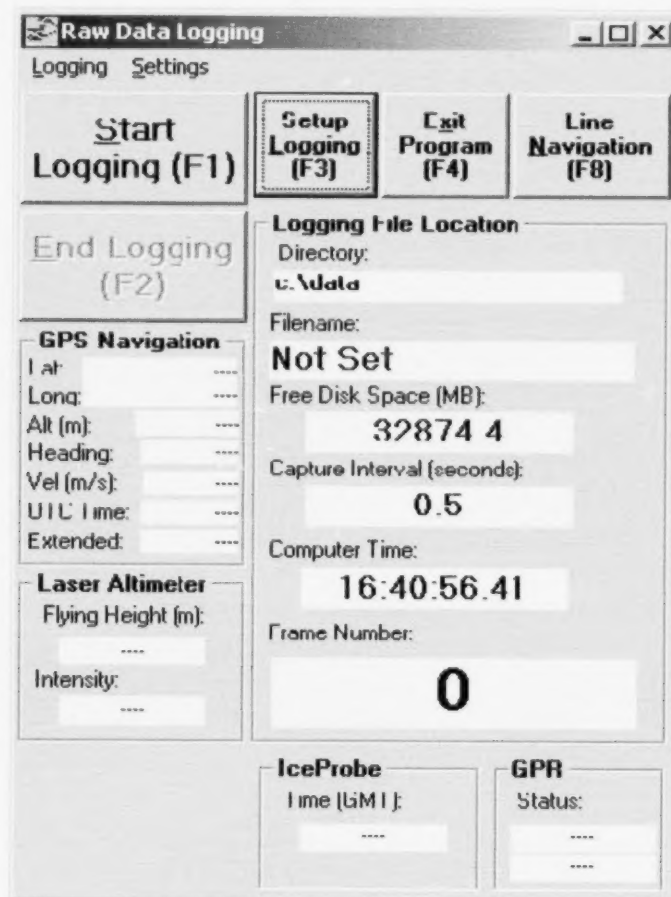 Raw Data Logging
Logging Settings
Start Logging (F1)
Setup Logging (F3)
Exit Program (F4)
Line Navigation (F8)
End Logging (F2)
Logging File Location
Directory:
c:\data
Filename:
Not Set
Free Disk Space (MB):
32874.4
Capture Interval (seconds):
0.5
Computer Time:
16:40:56.41
Frame Number:
0
GPS Navigation
Lat: ----
Long: ----
Alt (m): ----
Heading: ----
Vel (m/s): ----
UTC Time: ----
Extended: ----
Laser Altimeter
Flying Height (m):
----
Intensity:
----
IceProbe
Time (GMT):
----
GPR
Status:
----
----